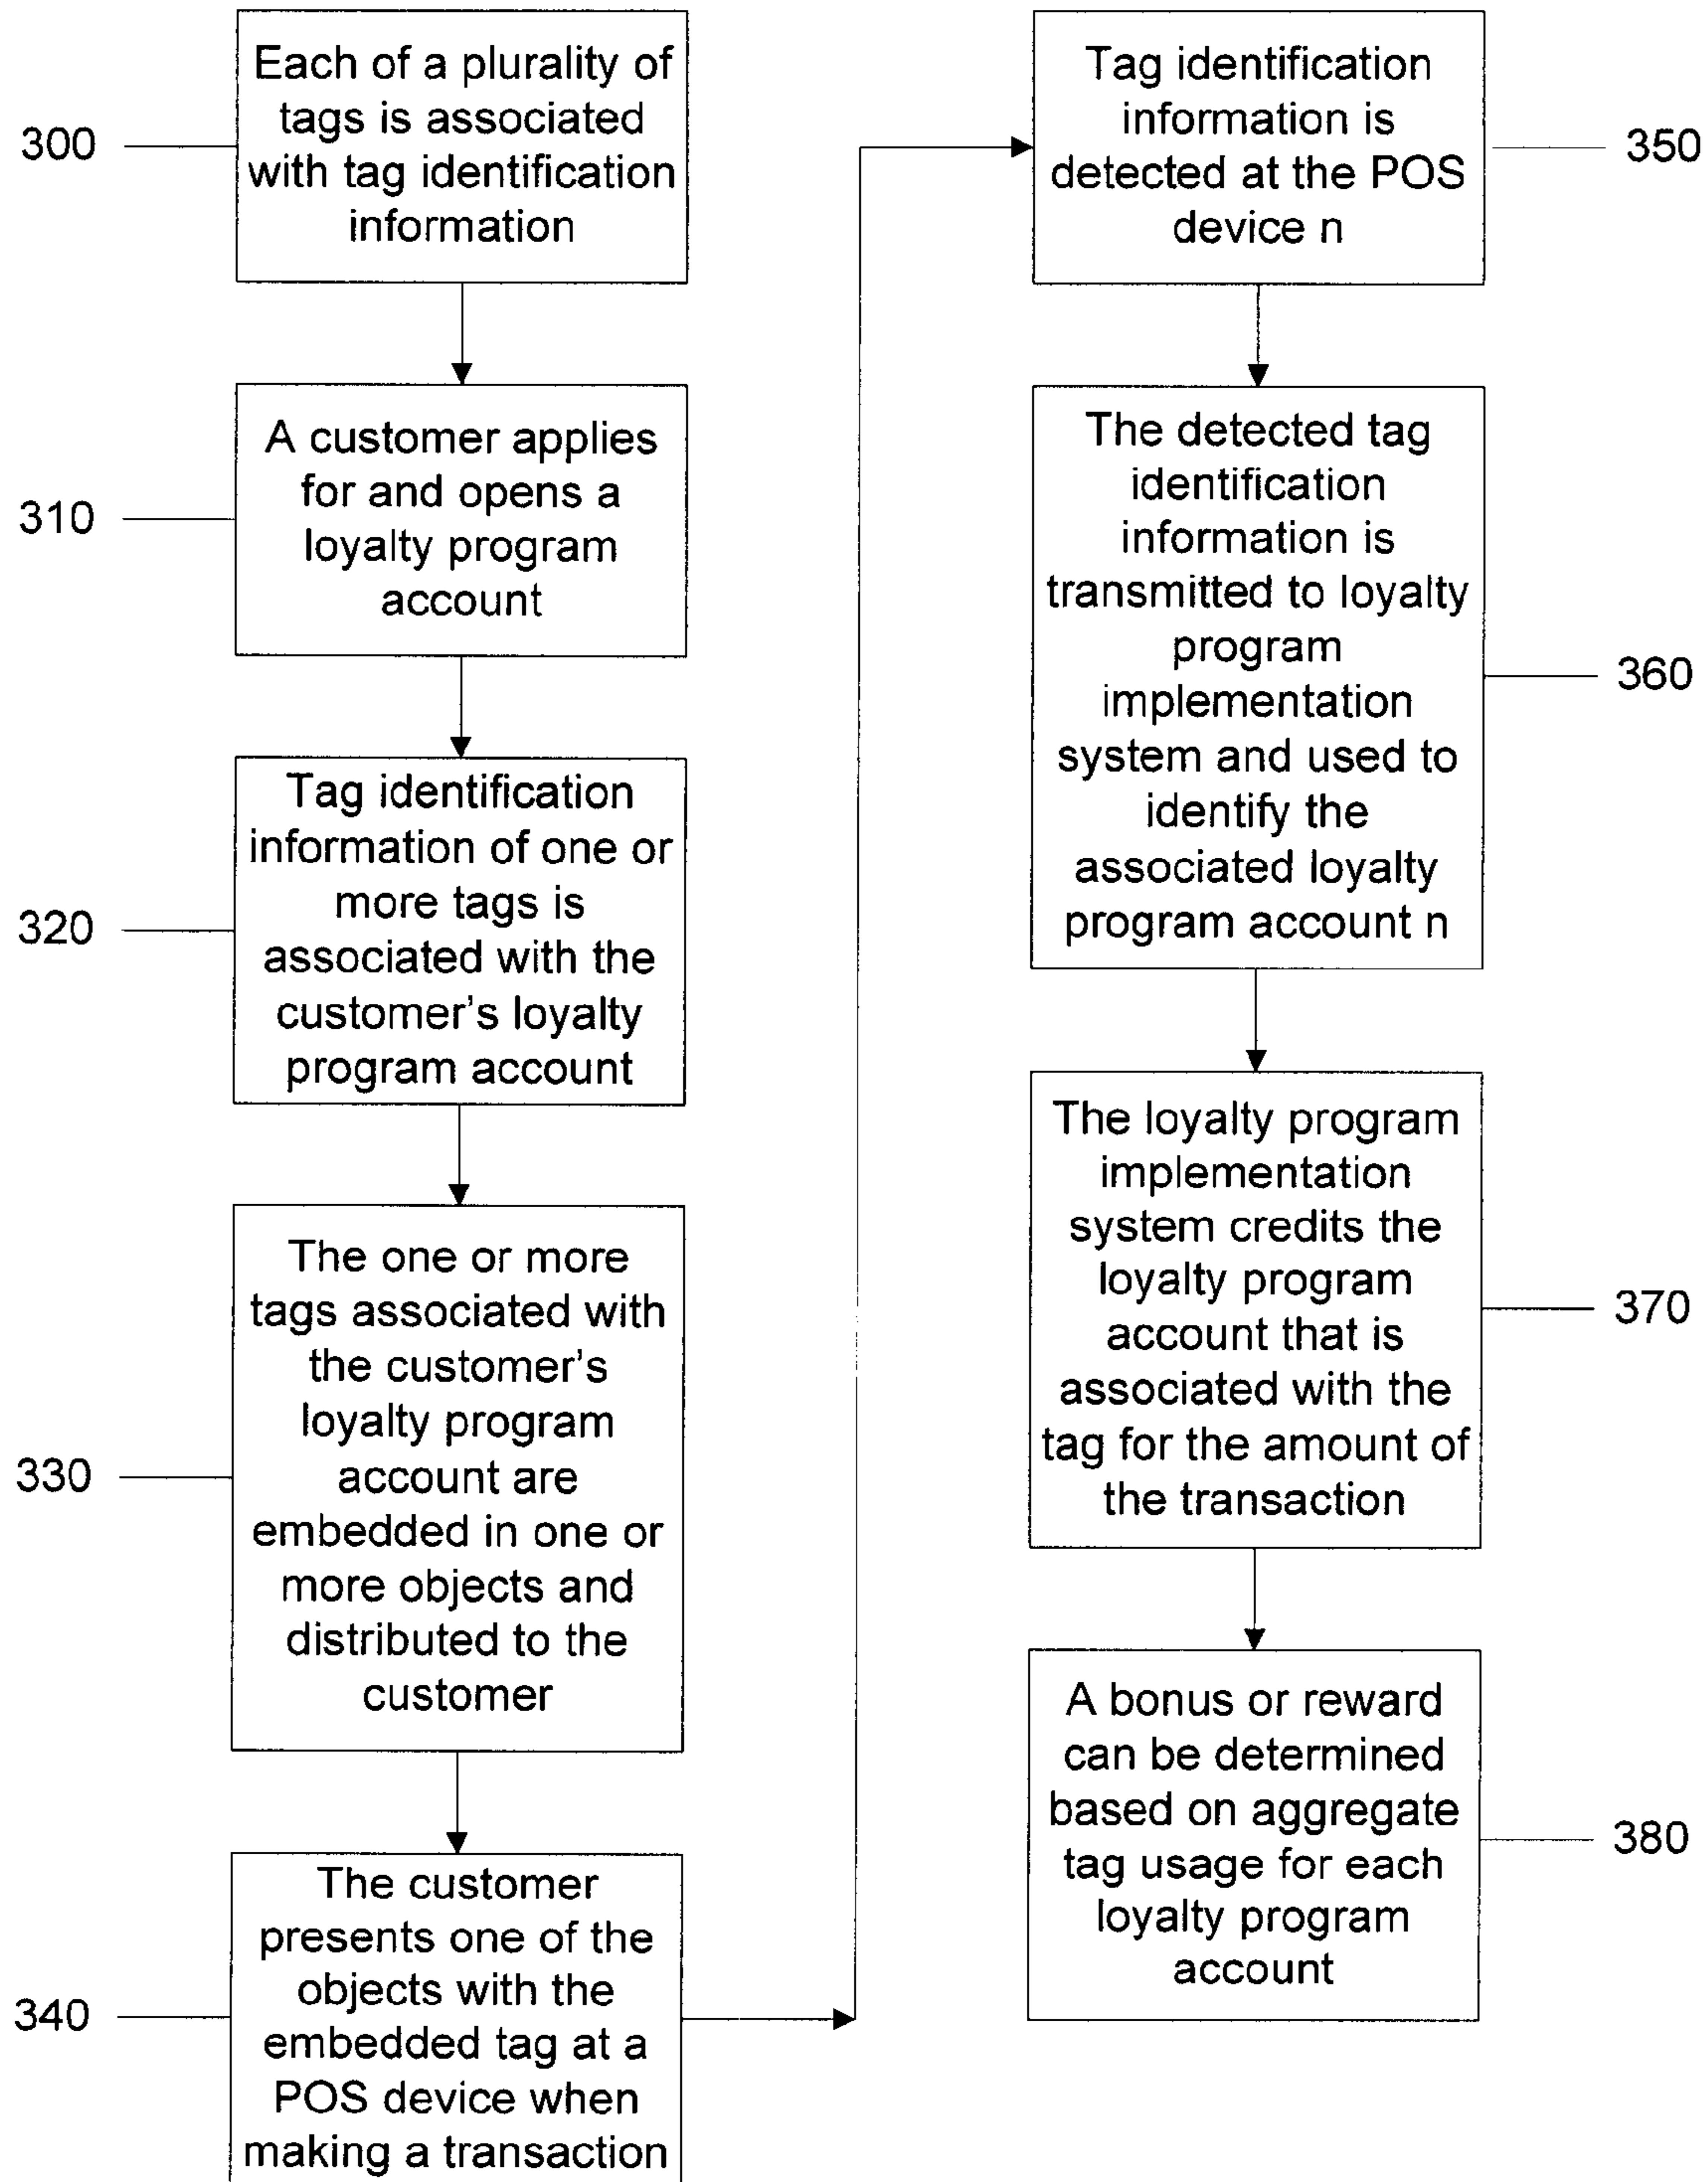 300
Each of a plurality of
tags is associated
with tag identification
information
310
A customer applies
for and opens a
loyalty program
account
320
Tag identification
information of one or
more tags is
associated with the
customer's loyalty
program account
330
The one or more
tags associated with
the customer's
loyalty program
account are
embedded in one or
more objects and
distributed to the
customer
340
The customer
presents one of the
objects with the
embedded tag at a
POS device when
making a transaction
350
Tag identification
information is
detected at the POS
device n
360
The detected tag
identification
information is
transmitted to loyalty
program
implementation
system and used to
identify the
associated loyalty
program account n
370
The loyalty program
implementation
system credits the
loyalty program
account that is
associated with the
tag for the amount of
the transaction
380
A bonus or reward
can be determined
based on aggregate
tag usage for each
loyalty program
account